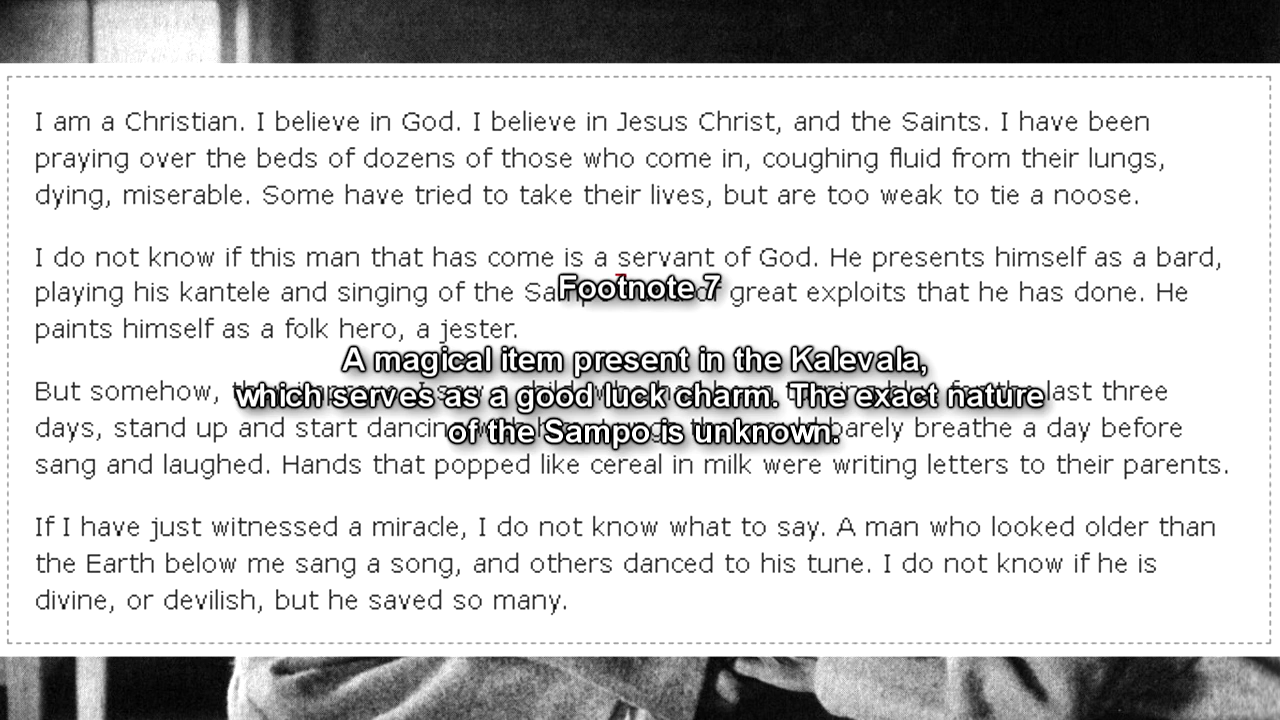 I am a Christian. I believe in God. I believe in Jesus Christ, and the Saints. I have been
praying over the beds of dozens of those who come in, coughing fluid from their lungs,
dying, miserable. Some have tried to take their lives, but are too weak to tie a noose.
I do not know if this man that has come is a servant of God. He presents himself as a bard,
playing his kantele and singing of the great exploits that he has done. He
paints himself as a folk hero, a jester.
Footnote 7
A magical item present in the Kalevala,
which serves as a good luck charm. The exact nature
of the Sampo is unknown.
But somehow, last three
days, stand up and start dancing barely breathe a day before
sang and laughed. Hands that popped like cereal in milk were writing letters to their parents.
If I have just witnessed a miracle, I do not know what to say. A man who looked older than
the Earth below me sang a song, and others danced to his tune. I do not know if he is
divine, or devilish, but he saved so many.